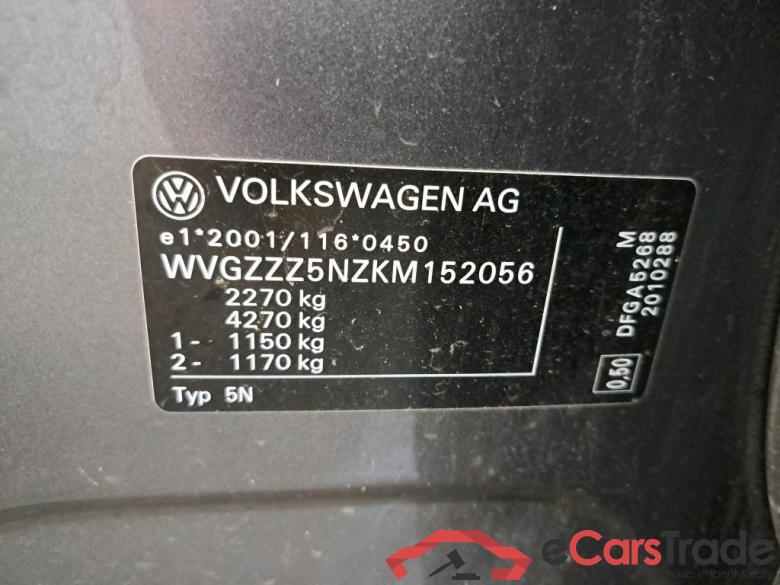 VOLKSWAGEN AG
e1*2001/116*0450
WVGZZZ5NZKM152056
2270 kg
4270 kg
1- 1150 kg
2- 1170 kg
Typ 5N
M
DFGA5268
2010288
0,50
eCarsTrade
efficient &